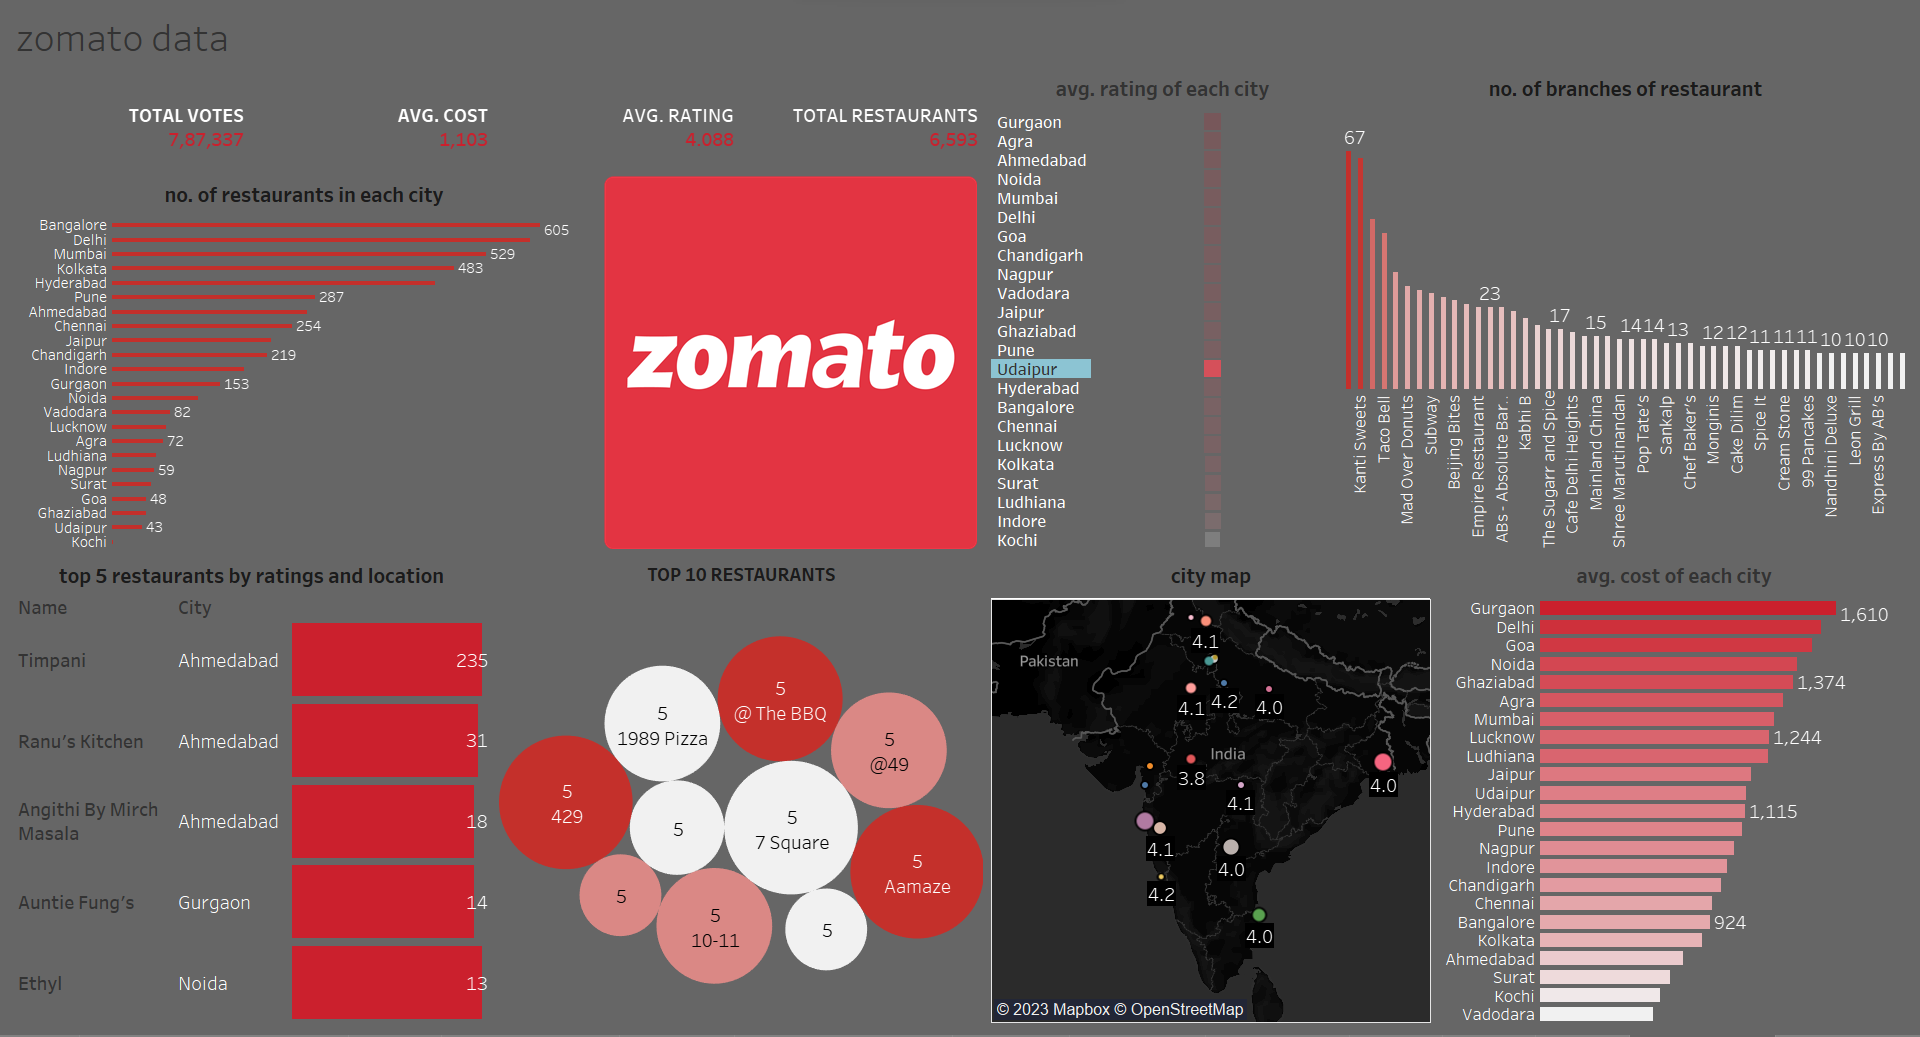 zomato data
TOTAL VOTES
7,87,337
AVG. COST
1,103
AVG. RATING
4.088
TOTAL RESTAURANTS
6,593
no. of restaurants in each city
Bangalore
605
Delhi
Mumbai
529
Kolkata
483
Hyderabad
Pune
287
Ahmedabad
Chennai
254
Jaipur
Chandigarh
219
Indore
Gurgaon
153
Noida
Vadodara
82
Lucknow
Agra
72
Ludhiana
Nagpur
59
Surat
Goa
48
Ghaziabad
Udaipur
43
Kochi
zomato
avg. rating of each city
Gurgaon
Agra
Ahmedabad
Noida
Mumbai
Delhi
Goa
Chandigarh
Nagpur
Vadodara
Jaipur
Ghaziabad
Pune
Udaipur
Hyderabad
Bangalore
Chennai
Lucknow
Kolkata
Surat
Ludhiana
Indore
Kochi
no. of branches of restaurant
67
23
17
15
14
14
13
12
12
11
11
11
10
10
10
Kanti Sweets
Taco Bell
Mad Over Donuts
Subway
Beijing Bites
Empire Restaurant
ABs - Absolute Bar..
Kabhi B
The Sugarr and Spice
Cafe Delhi Heights
Mainland China
Shree Marutinandan
Pop Tate's
Sankalp
Chef Baker's
Monginis
Cake Dilim
Spice It
Cream Stone
99 Pancakes
Nandhini Deluxe
Leon Grill
Express By AB's
top 5 restaurants by ratings and location
Name City
Timpani Ahmedabad 235
Ranu's Kitchen Ahmedabad 31
Angithi By Mirch
Masala
Ahmedabad 18
Auntie Fung's Gurgaon 14
Ethyl Noida 13
TOP 10 RESTAURANTS
5
@ The BBQ
5
1989 Pizza
5
@49
5
429
5
5
7 Square
5
Aamaze
5
5
10-11
5
city map
Pakistan
India
4.1
4.1
4.2
4.0
3.8
4.1
4.0
4.1
4.0
4.2
4.0
© 2023 Mapbox © OpenStreetMap
avg. cost of each city
Gurgaon
1,610
Delhi
Goa
Noida
Ghaziabad
1,374
Agra
Mumbai
Lucknow
1,244
Ludhiana
Jaipur
Udaipur
Hyderabad
1,115
Pune
Nagpur
Indore
Chandigarh
Chennai
Bangalore
924
Kolkata
Ahmedabad
Surat
Kochi
Vadodara